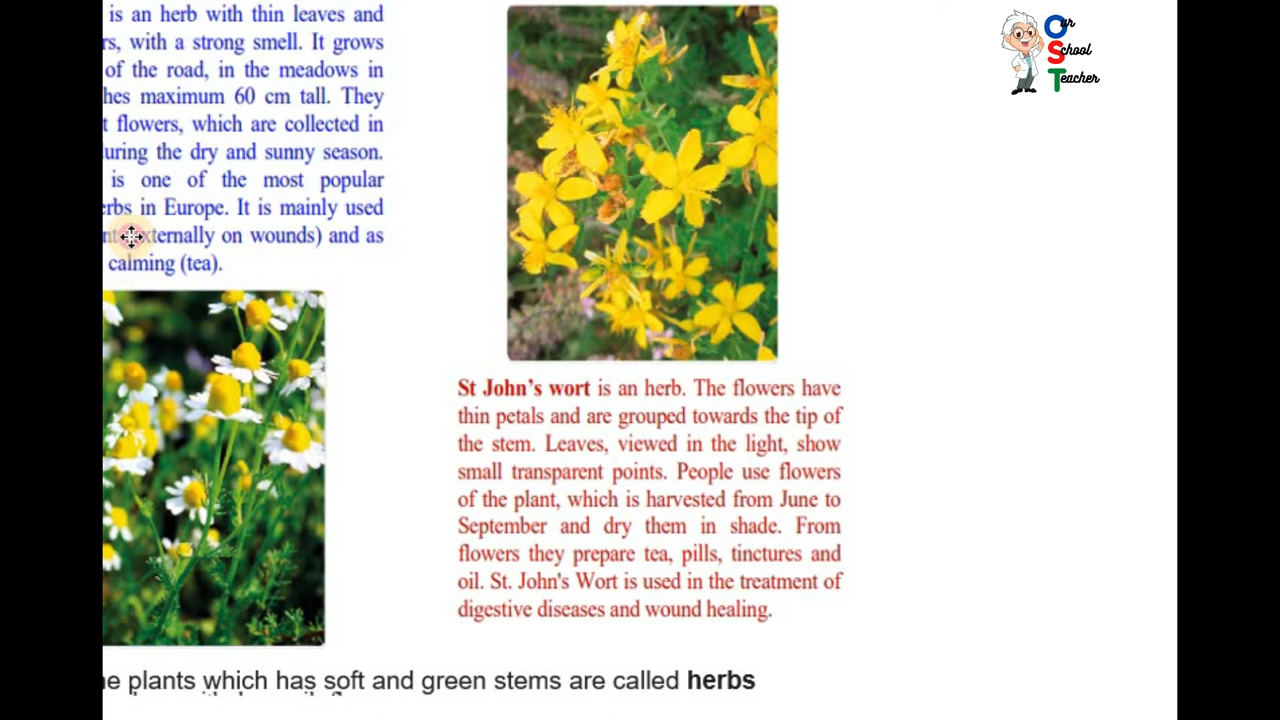 is an herb with thin leaves and
with a strong smell. It grows
of the road, in the meadows in
maximum 60 cm tall. They
flowers, which are collected in
the dry and sunny season.
is one of the most popular
in Europe. It is mainly used
on wounds) and as
calming (tea).
Our
School
Teacher
St John’s wort is an herb. The flowers have
thin petals and are grouped towards the tip of
the stem. Leaves, viewed in the light, show
small transparent points. People use flowers
of the plant, which is harvested from June to
September and dry them in shade. From
flowers they prepare tea, pills, tinctures and
oil. St. John's Wort is used in the treatment of
digestive diseases and wound healing.
plants which has soft and green stems are called herbs